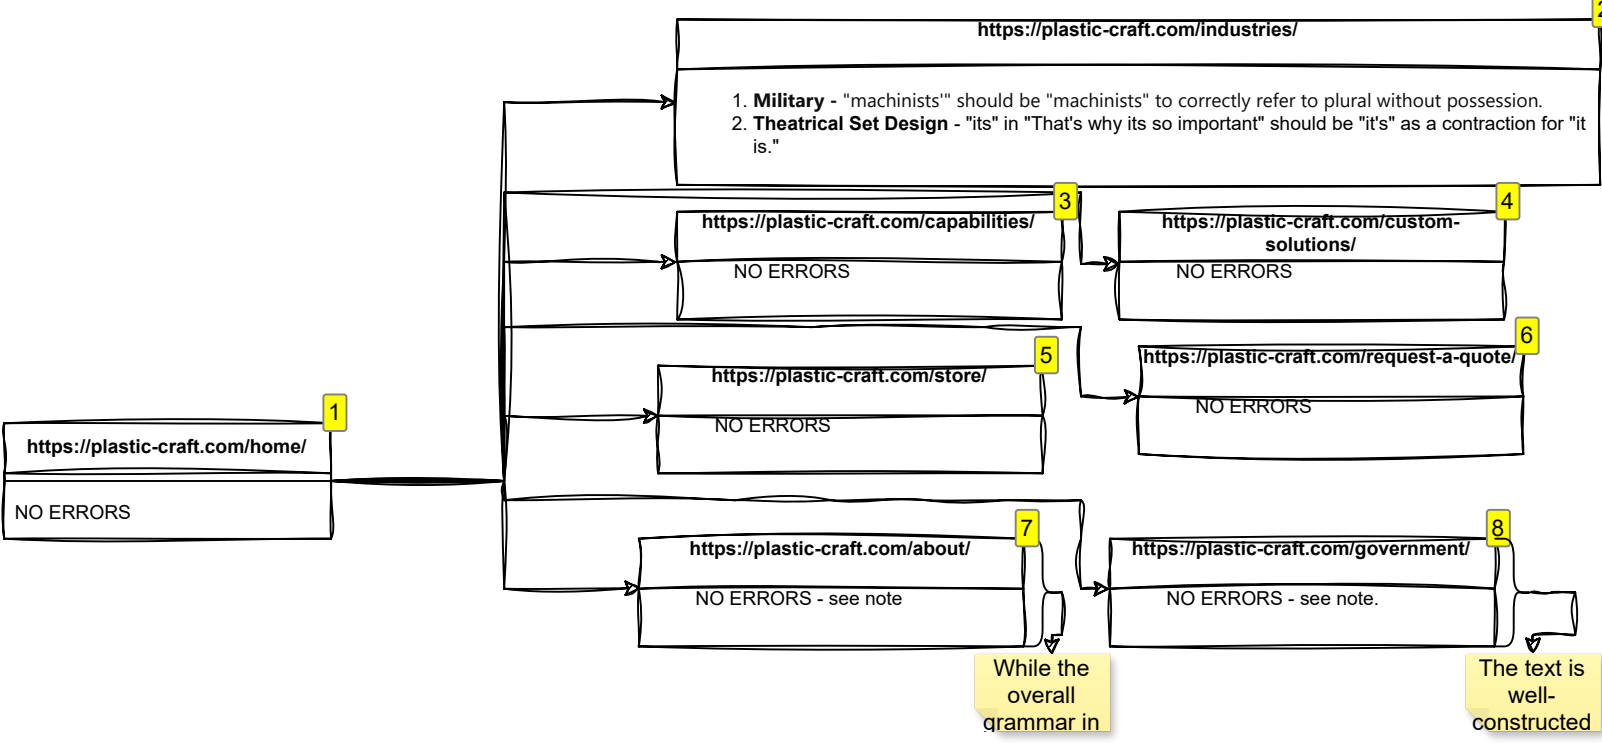 2
https://plastic-craft.com/industries/
1. Military - "machinists'" should be "machinists" to correctly refer to plural without possession.
2. Theatrical Set Design - "its" in "That's why its so important" should be "it's" as a contraction for "it
is."
3
https://plastic-craft.com/capabilities/
NO ERRORS
4
https://plastic-craft.com/custom-
solutions/
NO ERRORS
5
https://plastic-craft.com/store/
NO ERRORS
6
https://plastic-craft.com/request-a-quote/
NO ERRORS
1
https://plastic-craft.com/home/
NO ERRORS
7
https://plastic-craft.com/about/
NO ERRORS - see note
8
https://plastic-craft.com/government/
NO ERRORS - see note.
While the
overall
grammar in
The text is
well-
constructed